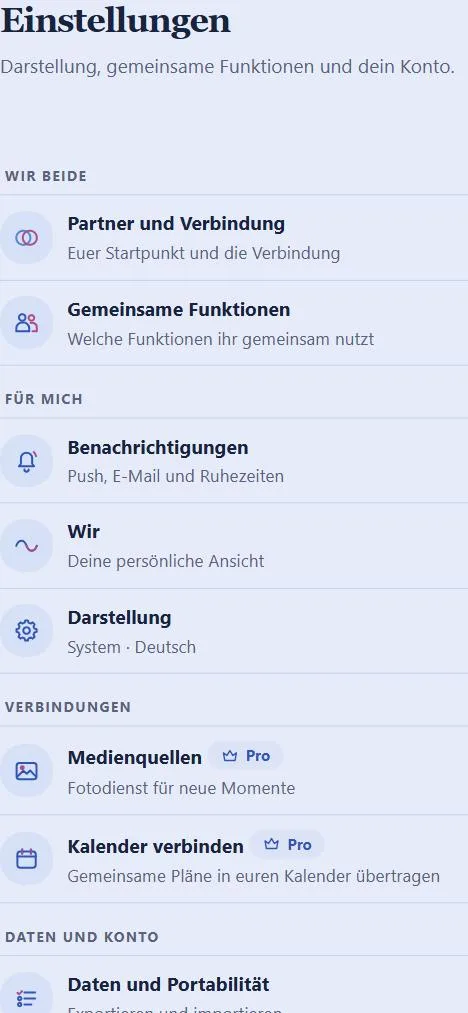 Einstellungen
Darstellung, gemeinsame Funktionen und dein Konto.
WIR BEIDE
Partner und Verbindung
Euer Startpunkt und die Verbindung
Gemeinsame Funktionen
Welche Funktionen ihr gemeinsam nutzt
FÜR MICH
Benachrichtigungen
Push, E-Mail und Ruhezeiten
Wir
Deine persönliche Ansicht
Darstellung
System · Deutsch
VERBINDUNGEN
Medienquellen Pro
Fotodienst für neue Momente
Kalender verbinden Pro
Gemeinsame Pläne in euren Kalender übertragen
DATEN UND KONTO
Daten und Portabilität
Exportieren und importieren